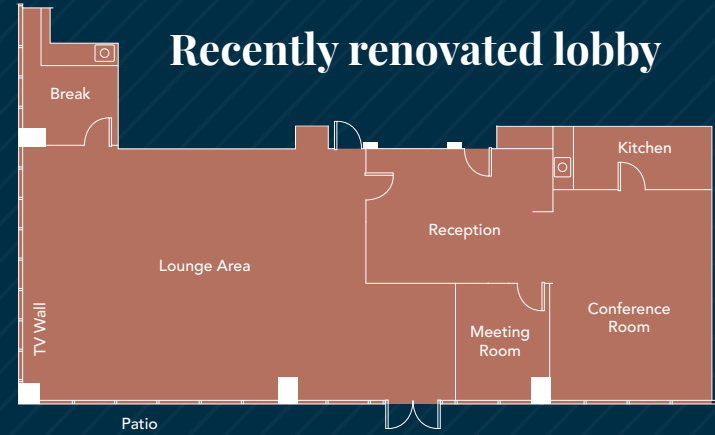 Recently renovated lobby
Break
Kitchen
Reception
Lounge Area
TV Wall
Conference
Room
Meeting
Room
Patio